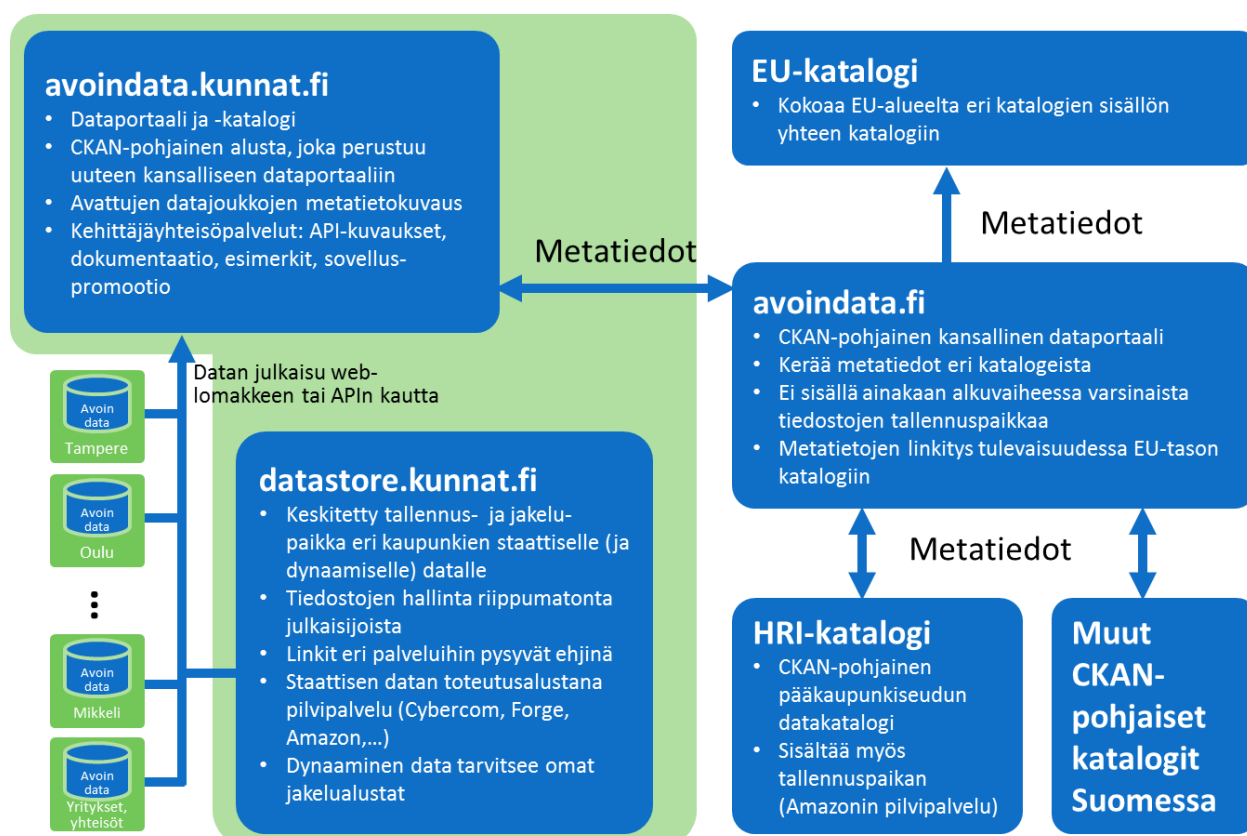 avoindata.kunnat.fi
• Dataportaali ja -katalogi
• CKAN-pohjainen alusta, joka perustuu
uuteen kansalliseen dataportaaliin
• Avattujen datajoukkojen metatietokuvaus
• Kehittäjäyhteisöpalvelut: API-kuvaukset,
dokumentaatio, esimerkit, sovellus-
promootio
Metatiedot
EU-katalogi
• Kokoaa EU-alueelta eri katalogien sisällön
yhteen katalogiin
Metatiedot
avoindata.fi
• CKAN-pohjainen kansallinen dataportaali
• Kerää metatiedot eri katalogeista
• Ei sisällä ainakaan alkuvaiheessa varsinaista
tiedostojen tallennuspaikkaa
• Metatietojen linkitys tulevaisuudessa EU-tason
katalogiin
Datan julkaisu web-
lomakkeen tai APIn kautta
Avoin
data
Tampere
Avoin
data
Oulu
⋮
Avoin
data
Mikkeli
Avoin
data
Yritykset,
yhteisöt
datastore.kunnat.fi
• Keskitetty tallennus- ja jakelu-
paikka eri kaupunkien staattiselle (ja
dynaamiselle) datalle
• Tiedostojen hallinta riippumatonta
julkaisijoista
• Linkit eri palveluihin pysyvät ehjinä
• Staattisen datan toteutusalustana
pilvipalvelu (Cybercom, Forge,
Amazon,...)
• Dynaaminen data tarvitsee omat
jakelualustat
Metatiedot
HRI-katalogi
• CKAN-pohjainen
pääkaupunkiseudun
datakatalogi
• Sisältää myös
tallennuspaikan
(Amazonin pilvipalvelu)
Muut
CKAN-
pohjaiset
katalogit
Suomessa